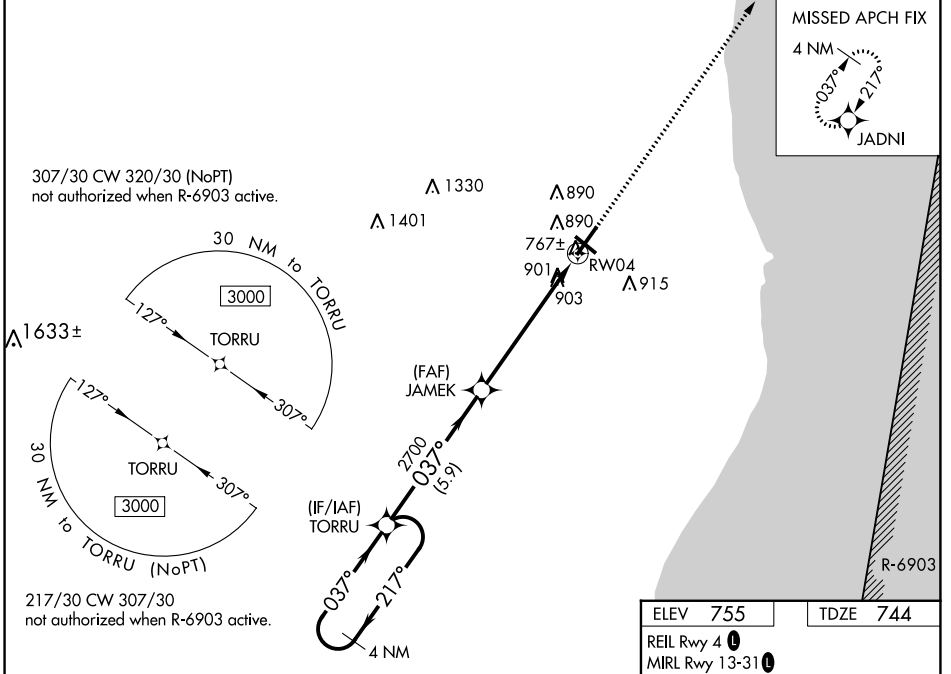 MISSED APCH FIX
4 NM
037°
217°
JADNI
307/30 CW 320/30 (NoPT)
not authorized when R-6903 active.
1330
890
1401
890
767±
RW04
901
903
915
30 NM to TORRU
3000
127°
TORRU
307°
1633±
(FAF)
JAMEK
127°
TORRU
307°
3000
30 NM to TORRU (NoPT)
2700
037°
(5.9)
(IF/IAF)
TORRU
037°
217°
4 NM
R-6903
217/30 CW 307/30
not authorized when R-6903 active.
ELEV 755
TDZE 744
REIL Rwy 4 L
MIRL Rwy 13-31 L